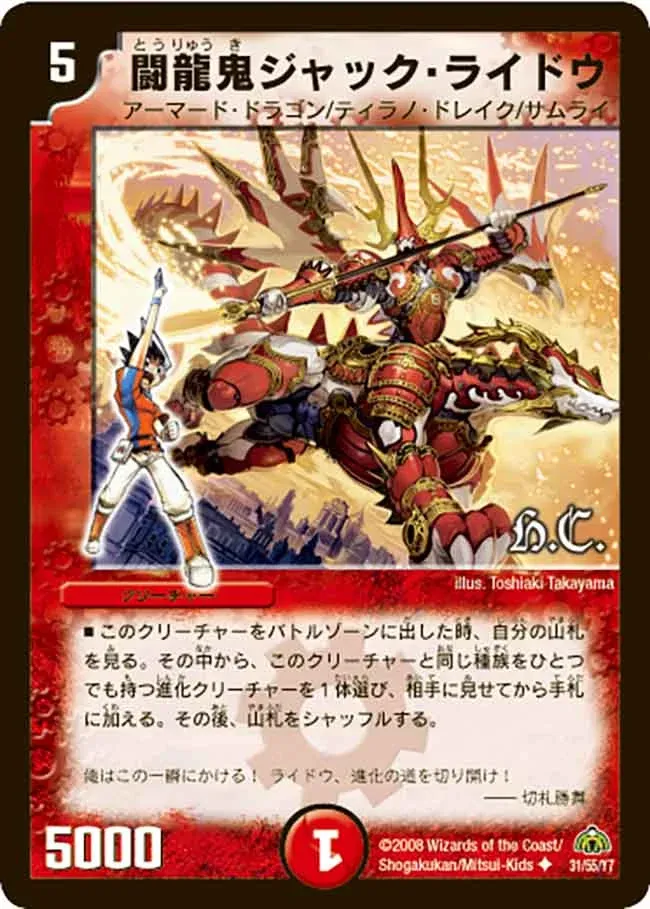 5
とうりゅう き
闘龍鬼ジャック・ライドウ
アーマード・ドラゴン/ティラノ・ドレイク/サムライ
H.C.
illus. Toshiaki Takayama
クリーチャー
■このクリーチャーをバトルゾーンに出した時、自分の山札
を見る。その中から、このクリーチャーと同じ種族をひとつ
でも持つ進化クリーチャーを1体選び、相手に見せてから手札
に加える。その後、山札をシャッフルする。
俺はこの一瞬にかける! ライドウ、進化の道を切り開け!
—— 切札勝舞
5000
1
©2008 Wizards of the Coast/
Shogakukan/Mitsui-Kids
31/55/Y7